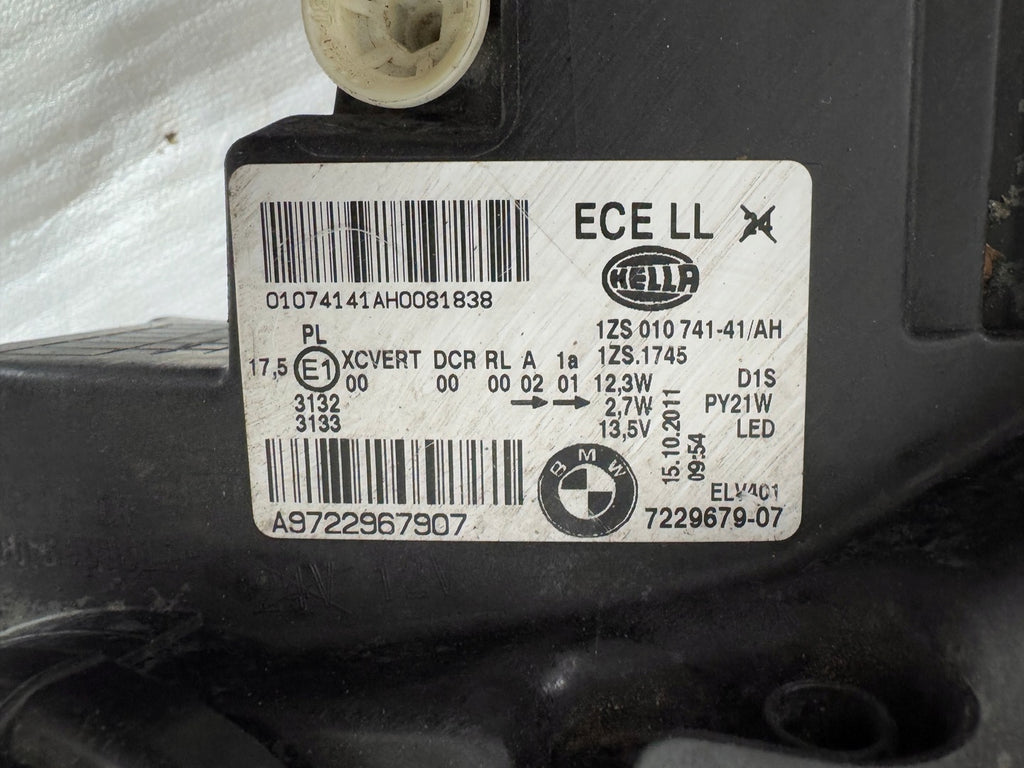 ECE LL 24
01074141AH0081838
HELLA
1ZS 010 741-41/AH
1ZS.1745
PL
17,5 E1 XCVERT DCR RL A 1a
00 00 00 02 01
3132
3133
12,3W D1S
2,7W PY21W
13,5V LED
15.10.2011
09:54
ELV401
BMW
A9722967907
7229679-07